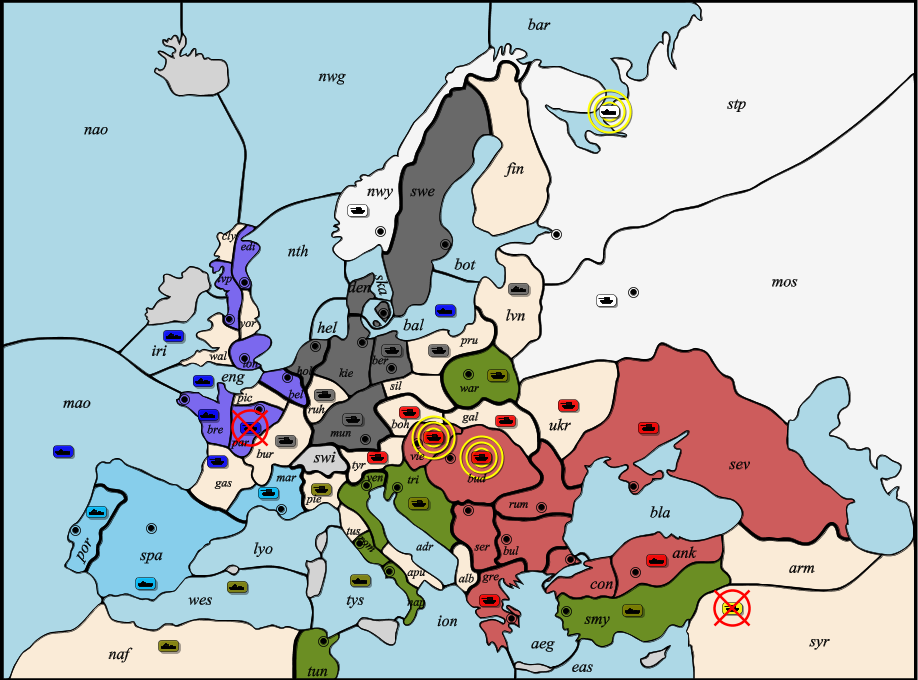 bar
nwg
stp
nao
fin
nwy
swe
cly
edi
nth
bot
lvp
den
ska
mos
lvn
yor
hel
bal
iri
wal
pru
lon
hol
kie
ber
war
eng
bel
sil
mao
pic
ruh
bre
boh
gal
ukr
par
mun
bur
vie
swi
tyr
sev
gas
mar
ven
tri
bud
pie
rum
bla
tus
rom
ser
bul
por
spa
lyo
adr
ank
apu
alb
gre
con
arm
wes
tys
nap
ion
smy
aeg
syr
naf
tun
eas